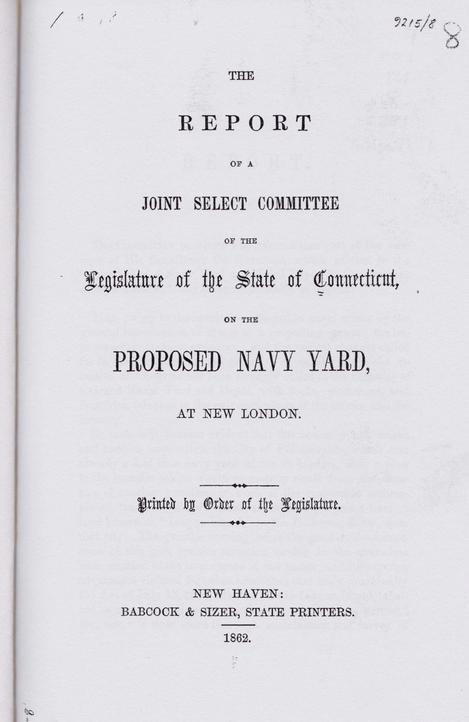 9215/8
8
THE
REPORT
OF A
JOINT SELECT COMMITTEE
OF THE
Legislature of the State of Connecticut,
ON THE
PROPOSED NAVY YARD,
AT NEW LONDON.
Printed by Order of the Legislature.
NEW HAVEN:
BABCOCK & SIZER, STATE PRINTERS.
1862.